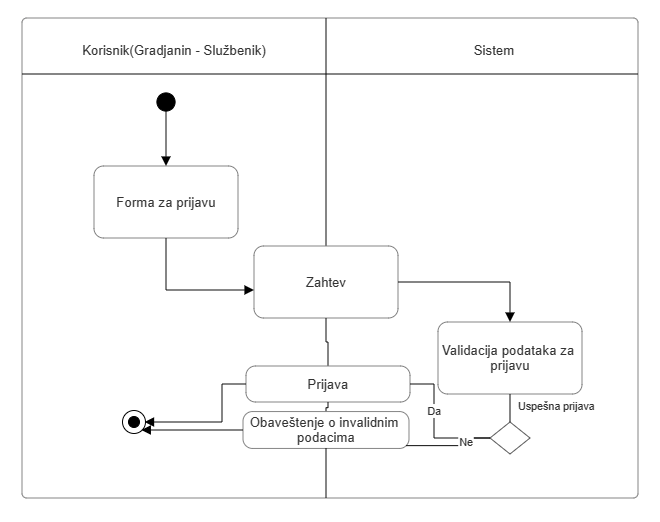 Korisnik(Gradjanin - Službenik)
Sistem
Forma za prijavu
Zahtev
Validacija podataka za
prijavu
Prijava
Uspešna prijava
Da
Obaveštenje o invalidnim
podacima
Ne